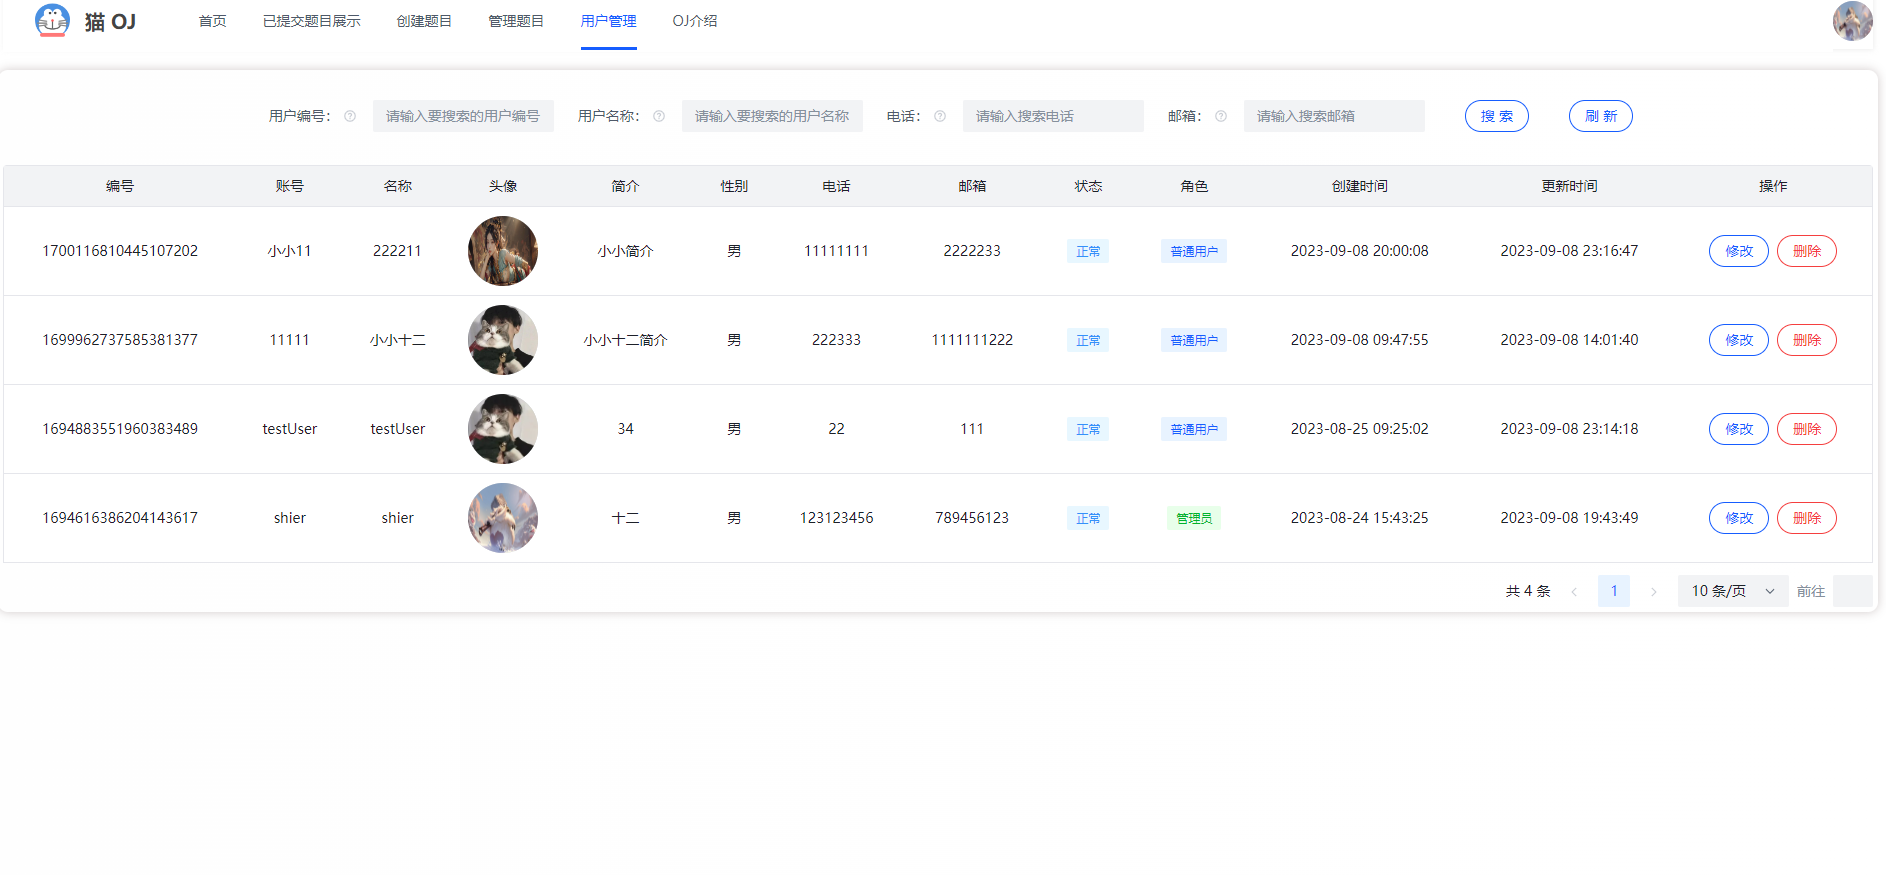 猫 OJ 首页 已提交题目展示 创建题目 管理题目 用户管理 OJ介绍
用户编号： 请输入要搜索的用户编号 用户名称： 请输入要搜索的用户名称 电话： 请输入搜索电话 邮箱： 请输入搜索邮箱 搜 索 刷 新
编号 账号 名称 头像 简介 性别 电话 邮箱 状态 角色 创建时间 更新时间 操作
1700116810445107202 小小11 222211 小小简介 男 11111111 2222233 正常 普通用户 2023-09-08 20:00:08 2023-09-08 23:16:47 修改 删除
1699962737585381377 11111 小小十二 小小十二简介 男 222333 1111111222 正常 普通用户 2023-09-08 09:47:55 2023-09-08 14:01:40 修改 删除
1694883551960383489 testUser testUser 34 男 22 111 正常 普通用户 2023-08-25 09:25:02 2023-09-08 23:14:18 修改 删除
1694616386204143617 shier shier 十二 男 123123456 789456123 正常 管理员 2023-08-24 15:43:25 2023-09-08 19:43:49 修改 删除
共 4 条 1 10 条/页 前往